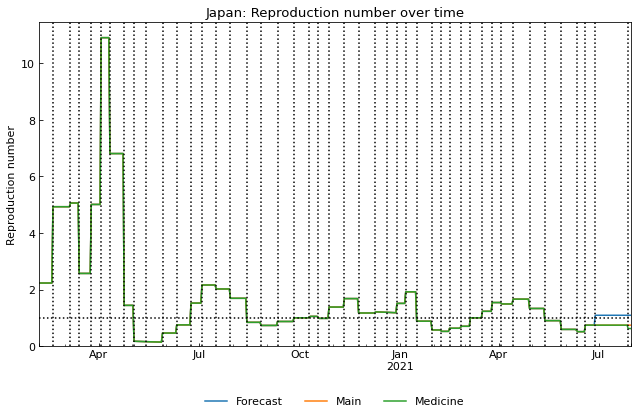 Japan: Reproduction number over time
Reproduction number
10
8
6
4
2
0
Apr
Jul
Oct
Jan
2021
Apr
Jul
Forecast
Main
Medicine